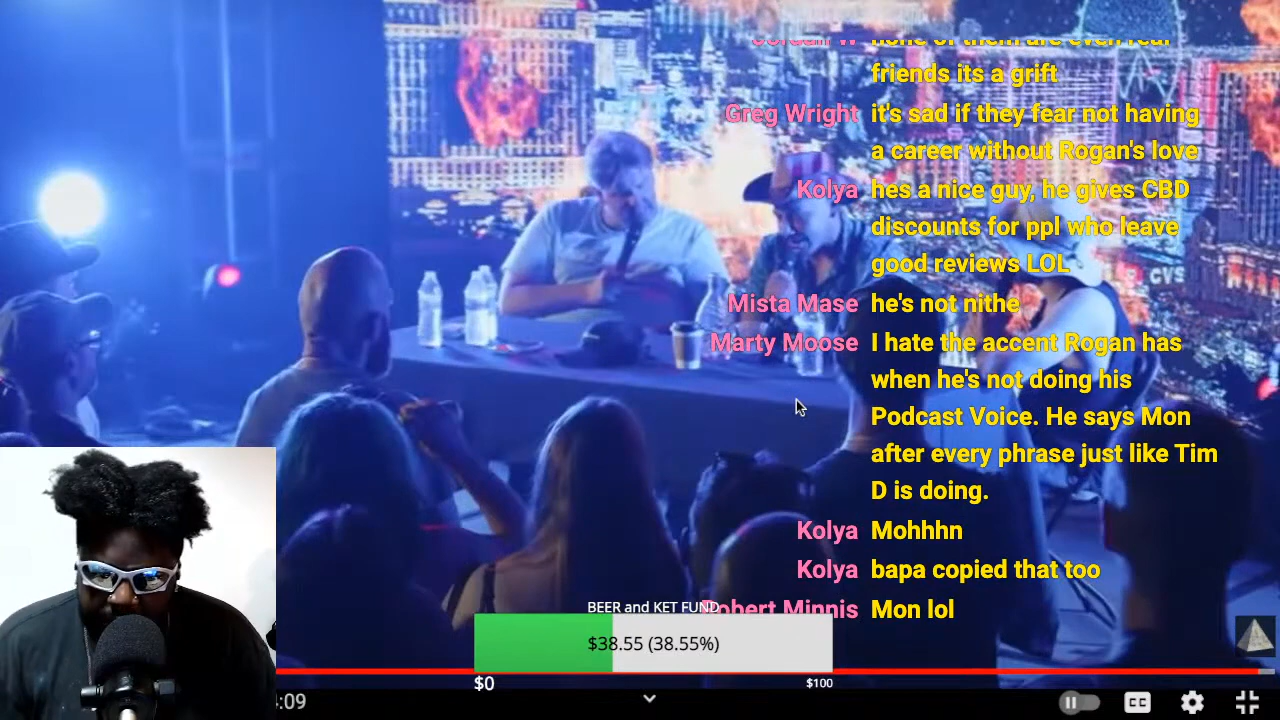 friends its a grift
Greg Wright it's sad if they fear not having
a career without Rogan's love
Kolya hes a nice guy, he gives CBD
discounts for ppl who leave
good reviews LOL
CVS
Mista Mase he's not nithe
Marty Moose I hate the accent Rogan has
when he's not doing his
Podcast Voice. He says Mon
after every phrase just like Tim
D is doing.
Kolya Mohhhn
Kolya bapa copied that too
Robert Minnis Mon lol
BEER and KET FUND
$38.55 (38.55%)
$0 $100
:09
CC